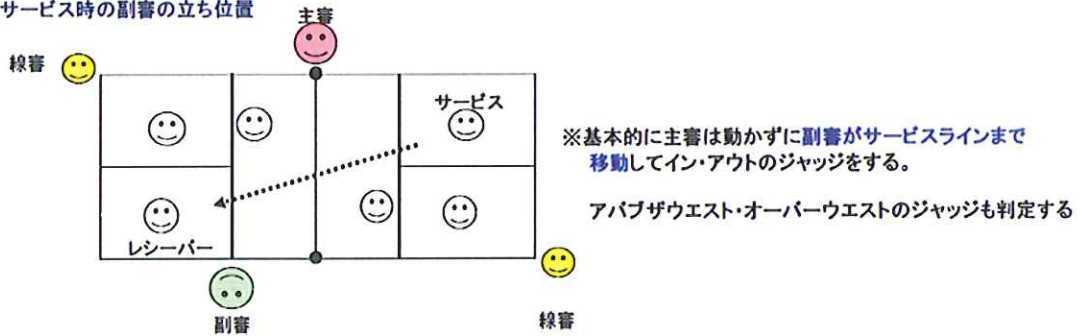 サービス時の副審の立ち位置
主審
線審
サービス
※基本的に主審は動かずに副審がサービスラインまで
移動してイン・アウトのジャッジをする。
アバブザウエスト・オーバーウエストのジャッジも判定する
レシーバー
副審
線審